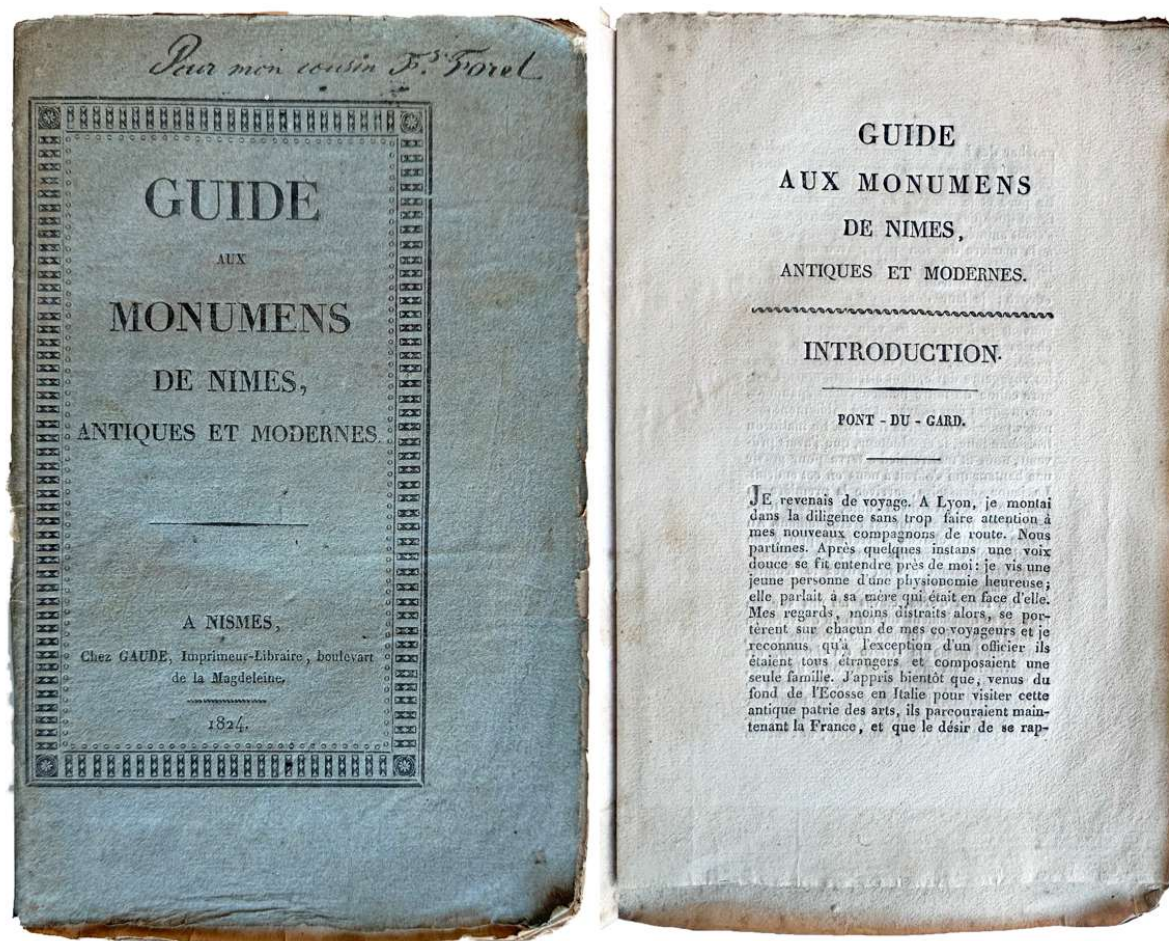 Pour mon cousin Fs. Forel
GUIDE
AUX
MONUMENS
DE NIMES,
ANTIQUES ET MODERNES.
A NISMES,
Chez GAUDE, Imprimeur-Libraire, boulevart
de la Magdeleine.
1824.
GUIDE
AUX MONUMENS
DE NIMES,
ANTIQUES ET MODERNES.
INTRODUCTION.
PONT-DU-GARD.
JE revenais de voyage. A Lyon, je montai
dans la diligence sans trop faire attention à
mes nouveaux compagnons de route. Nous
partîmes. Après quelques instans une voix
douce se fit entendre près de moi: je vis une
jeune personne d'une physionomie heureuse;
elle parlait à sa mère qui était en face d'elle.
Mes regards, moins distraits alors, se por-
tèrent sur chacun de mes co-voyageurs et je
reconnus qu'à l'exception d'un officier ils
étaient tous étrangers et composaient une
seule famille. J'appris bientôt que, venus du
fond de l'Ecosse en Italie pour visiter cette
antique patrie des arts, ils parcouraient main-
tenant la France, et que le désir de se rap-